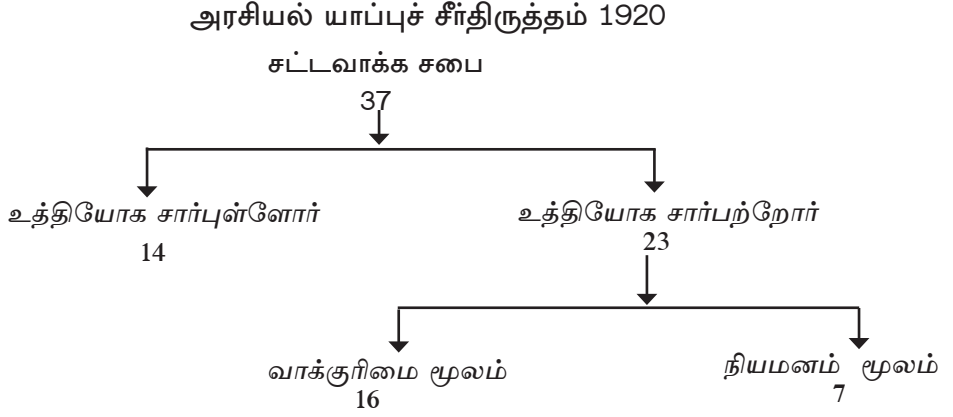 அரசியல் யாப்புச் சீர்திருத்தம் 1920
சட்டவாக்க சபை
37
உத்தியோக சார்புள்ளோர்
14
உத்தியோக சார்பற்றோர்
23
வாக்குரிமை மூலம்
16
நியமனம் மூலம்
7